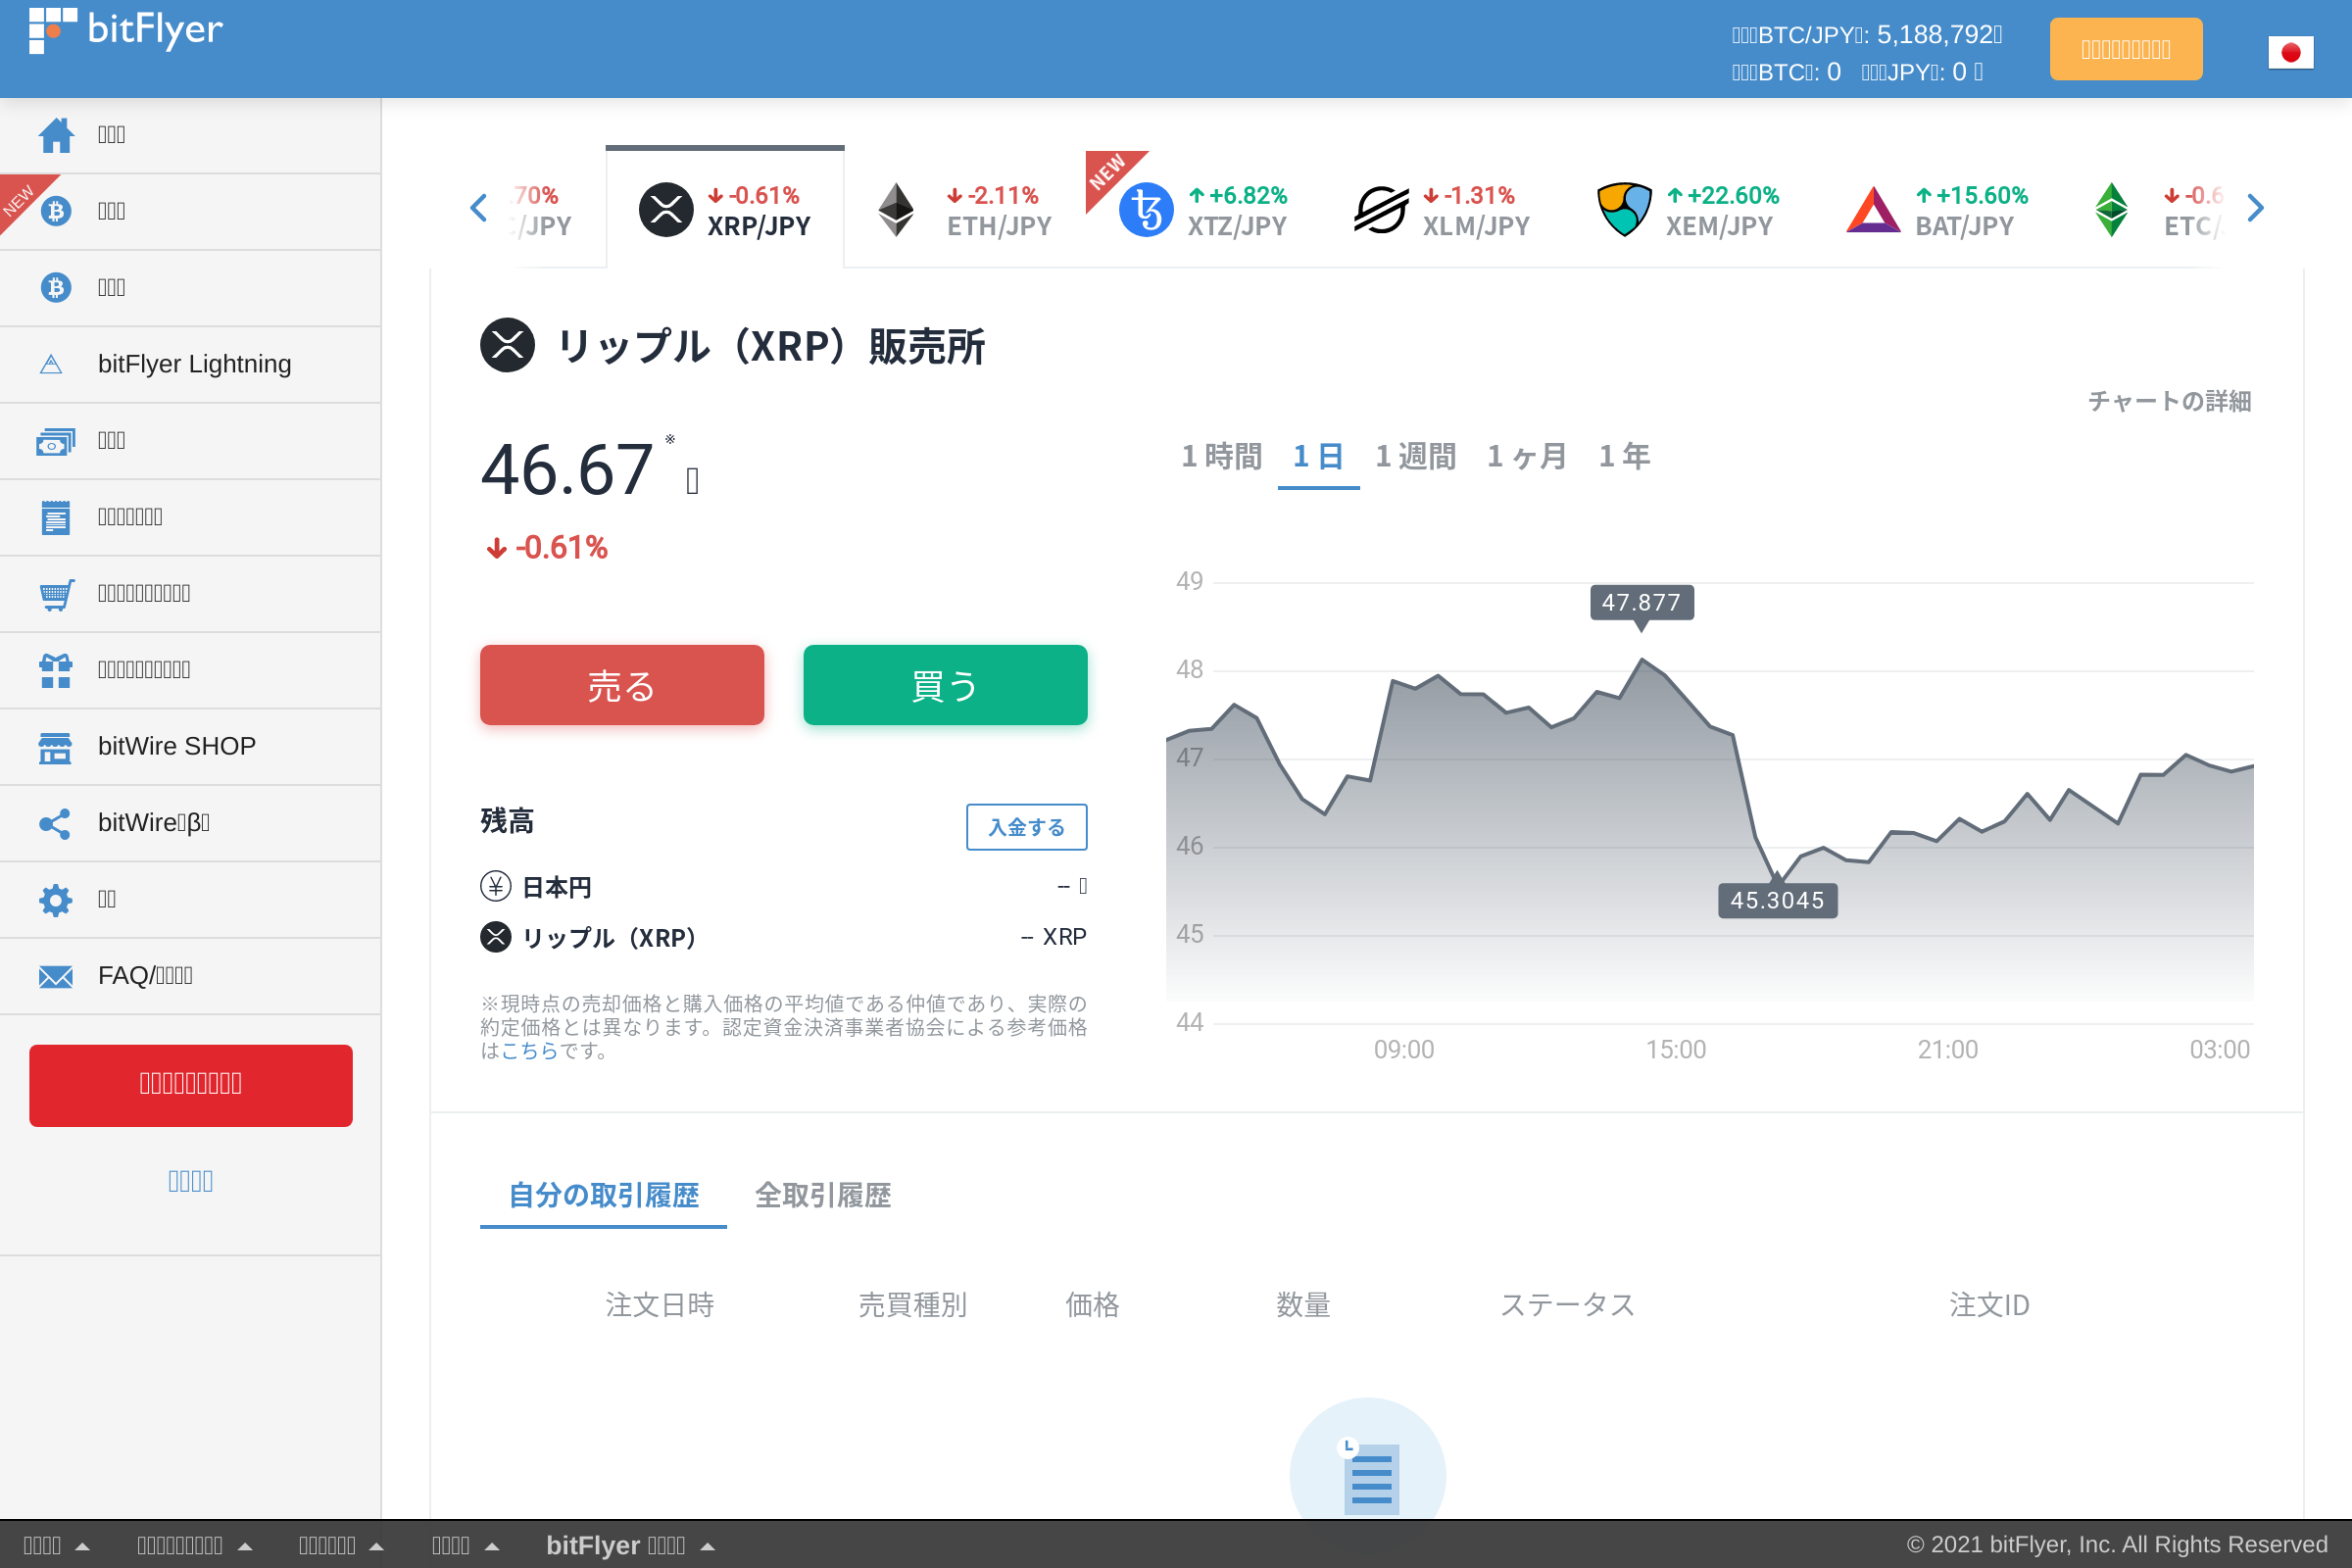 bitFlyer
BTC/JPY: 5,188,792
BTC: 0 JPY: 0
NEW
bitFlyer Lightning
bitWire SHOP
bitWire β
FAQ/
.70%
/JPY
-0.61%
XRP/JPY
-2.11%
ETH/JPY
NEW
+6.82%
XTZ/JPY
-1.31%
XLM/JPY
+22.60%
XEM/JPY
+15.60%
BAT/JPY
-0.6
ETC/
リップル（XRP）販売所
チャートの詳細
46.67 ※
-0.61%
1 時間 1 日 1 週間 1 ヶ月 1 年
売る 買う
残高 入金する
日本円 --
リップル（XRP） -- XRP
※現時点の売却価格と購入価格の平均値である仲値であり、実際の
約定価格とは異なります。認定資金決済事業者協会による参考価格
はこちらです。
49
48
47
46
45
44
47.877
45.3045
09:00 15:00 21:00 03:00
自分の取引履歴 全取引履歴
注文日時 売買種別 価格 数量 ステータス 注文ID
bitFlyer
© 2021 bitFlyer, Inc. All Rights Reserved